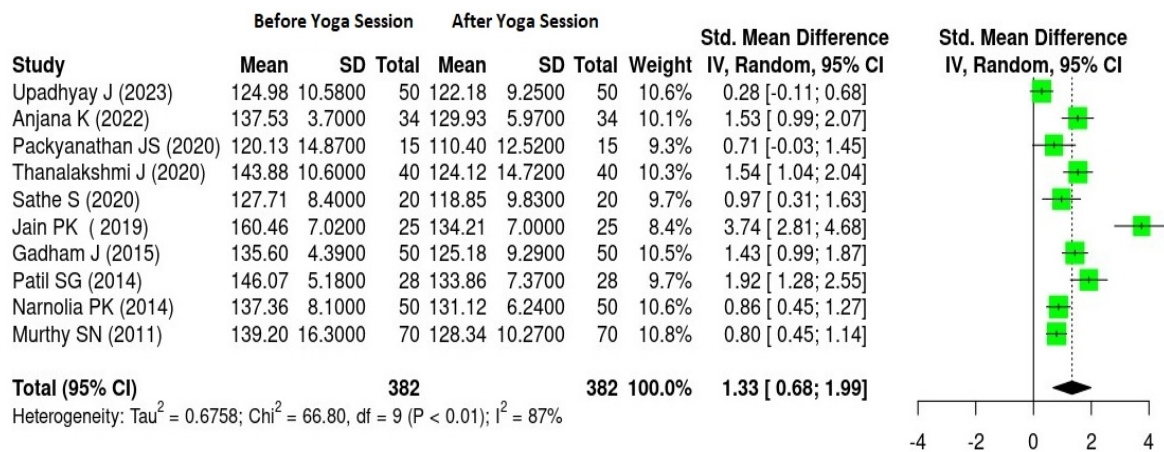 Before Yoga Session After Yoga Session
Std. Mean Difference Std. Mean Difference
Study Mean SD Total Mean SD Total Weight IV, Random, 95% CI IV, Random, 95% CI
Upadhyay J (2023) 124.98 10.5800 50 122.18 9.2500 50 10.6% 0.28 [-0.11; 0.68]
Anjana K (2022) 137.53 3.7000 34 129.93 5.9700 34 10.1% 1.53 [ 0.99; 2.07]
Packyanathan JS (2020) 120.13 14.8700 15 110.40 12.5200 15 9.3% 0.71 [-0.03; 1.45]
Thanalakshmi J (2020) 143.88 10.6000 40 124.12 14.7200 40 10.3% 1.54 [ 1.04; 2.04]
Sathe S (2020) 127.71 8.4000 20 118.85 9.8300 20 9.7% 0.97 [ 0.31; 1.63]
Jain PK ( 2019) 160.46 7.0200 25 134.21 7.0000 25 8.4% 3.74 [ 2.81; 4.68]
Gadham J (2015) 135.60 4.3900 50 125.18 9.2900 50 10.5% 1.43 [ 0.99; 1.87]
Patil SG (2014) 146.07 5.1800 28 133.86 7.3700 28 9.7% 1.92 [ 1.28; 2.55]
Narnolia PK (2014) 137.36 8.1000 50 131.12 6.2400 50 10.6% 0.86 [ 0.45; 1.27]
Murthy SN (2011) 139.20 16.3000 70 128.34 10.2700 70 10.8% 0.80 [ 0.45; 1.14]
Total (95% CI) 382 382 100.0% 1.33 [ 0.68; 1.99]
Heterogeneity: Tau² = 0.6758; Chi² = 66.80, df = 9 (P < 0.01); I² = 87%
-4 -2 0 2 4